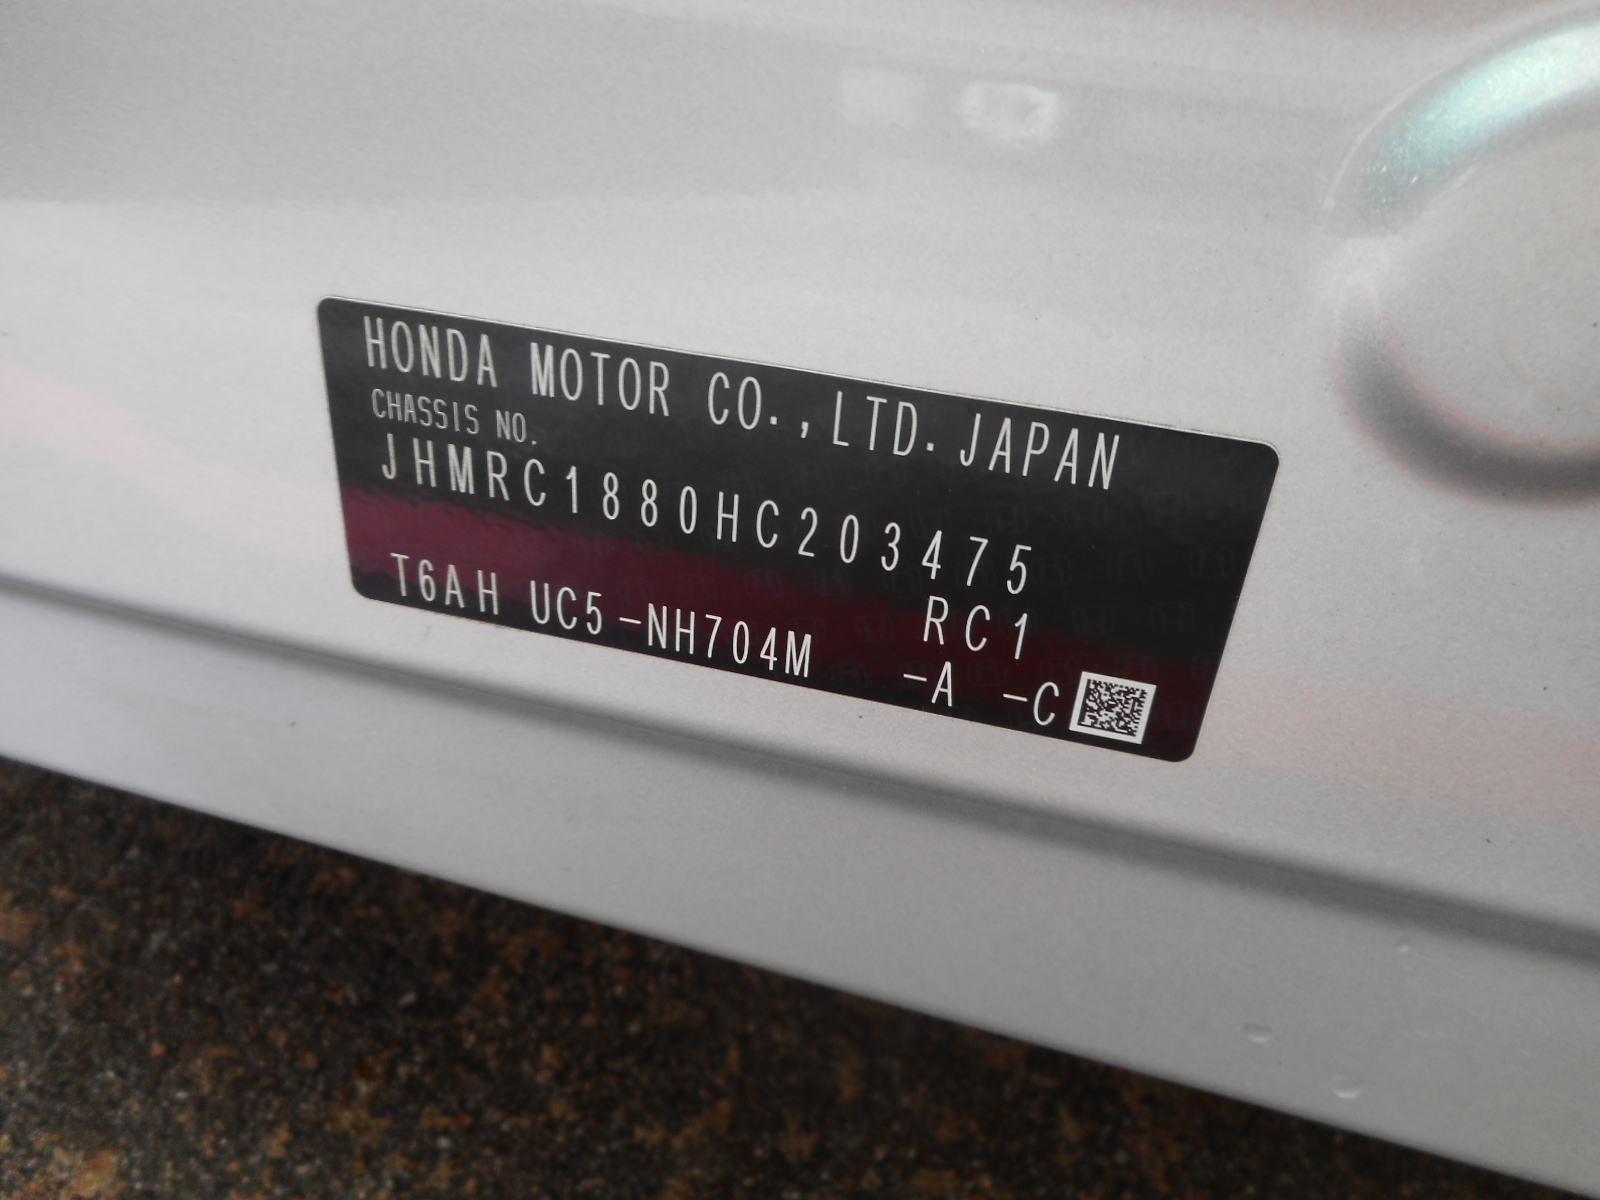 HONDA MOTOR CO.,LTD.JAPAN
CHASSIS NO.
JHMRC1880HC203475
RC1
T6AH UC5-NH704M -A -C